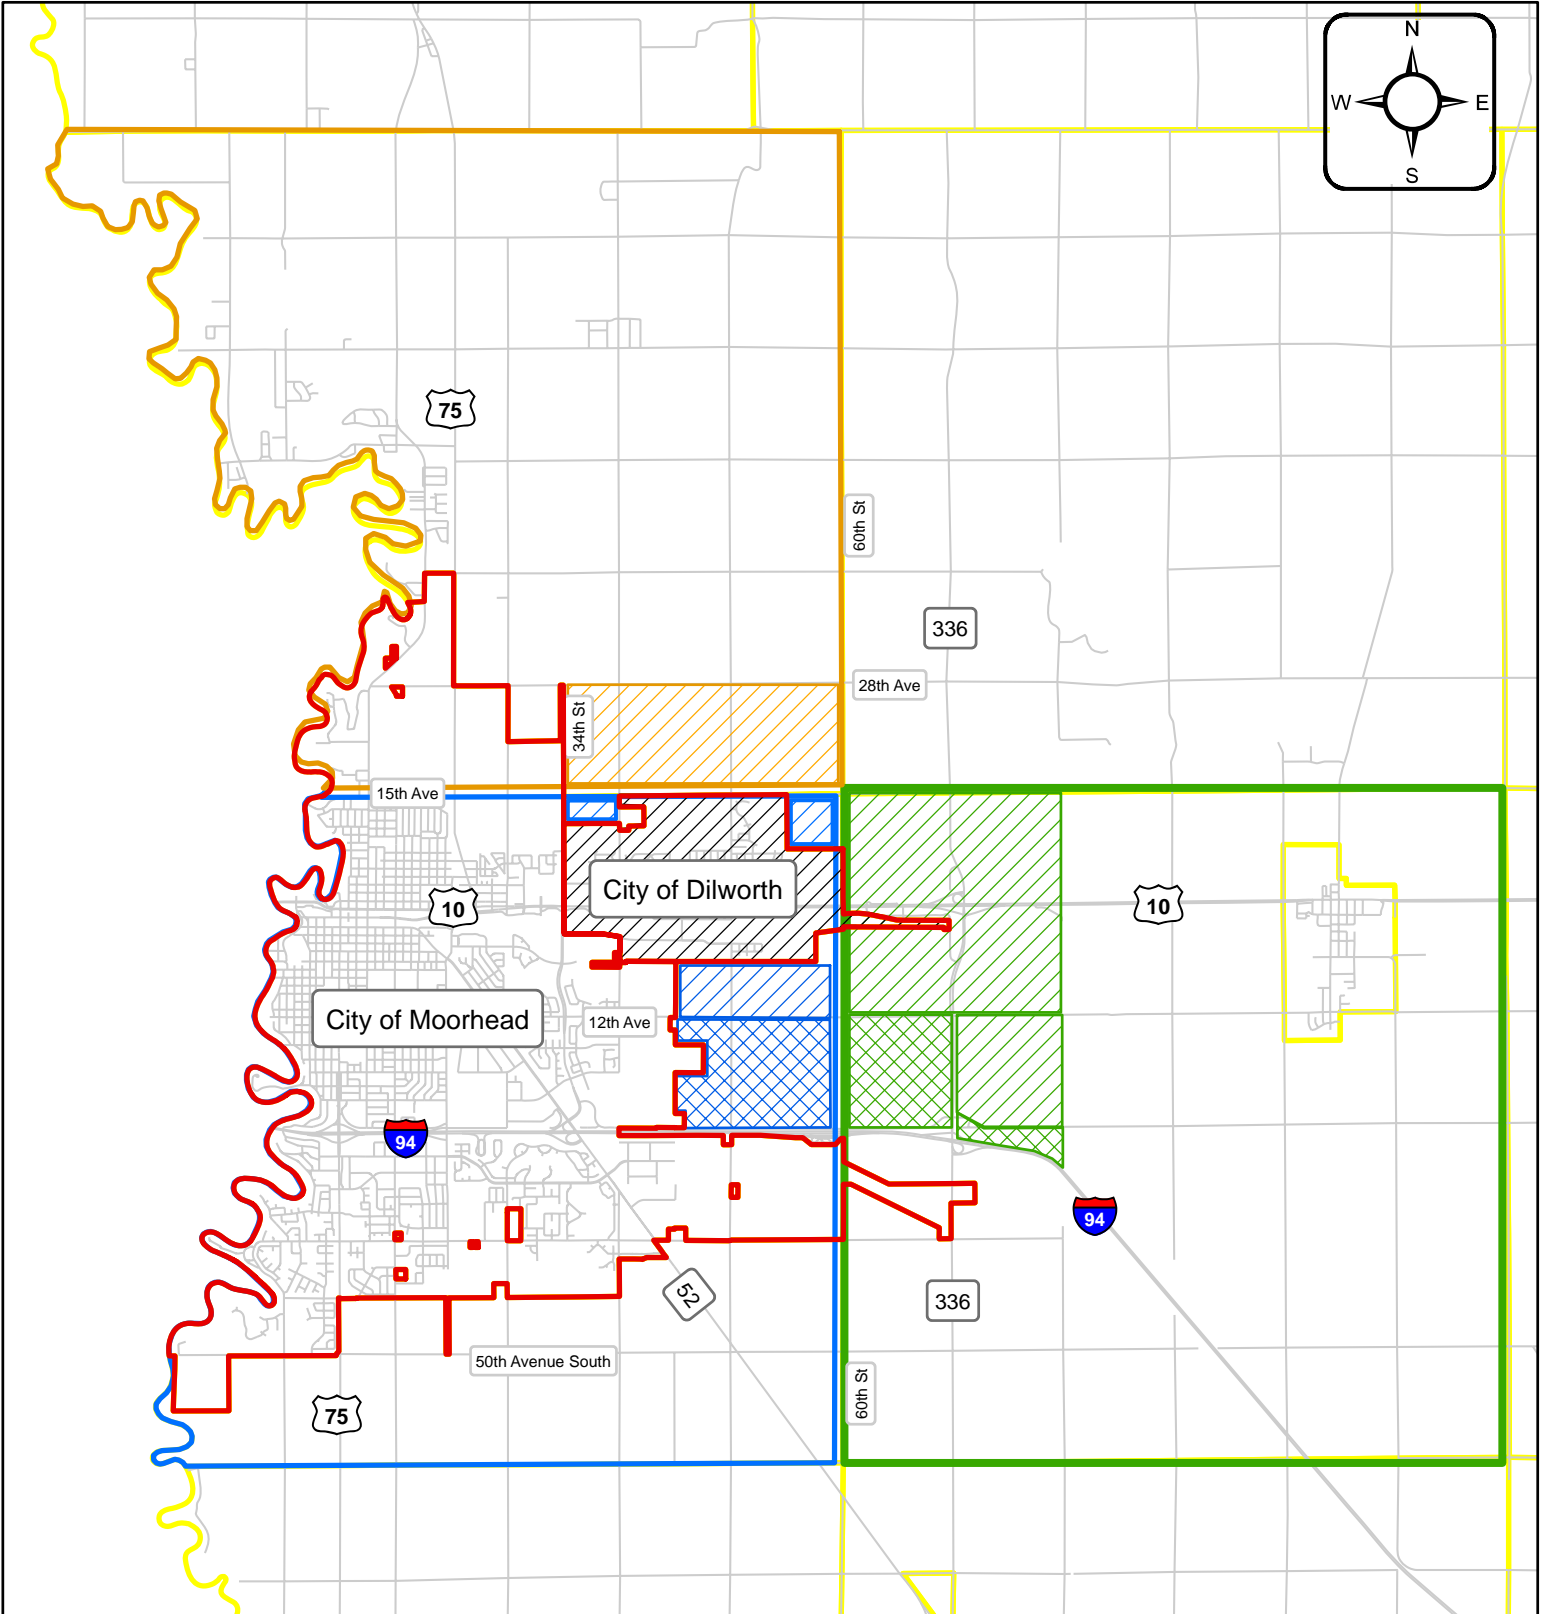 N
W
E
S
75
60th St
336
28th Ave
34th St
15th Ave
City of Dilworth
10
10
City of Moorhead
12th Ave
94
94
52
336
50th Avenue South
60th St
75